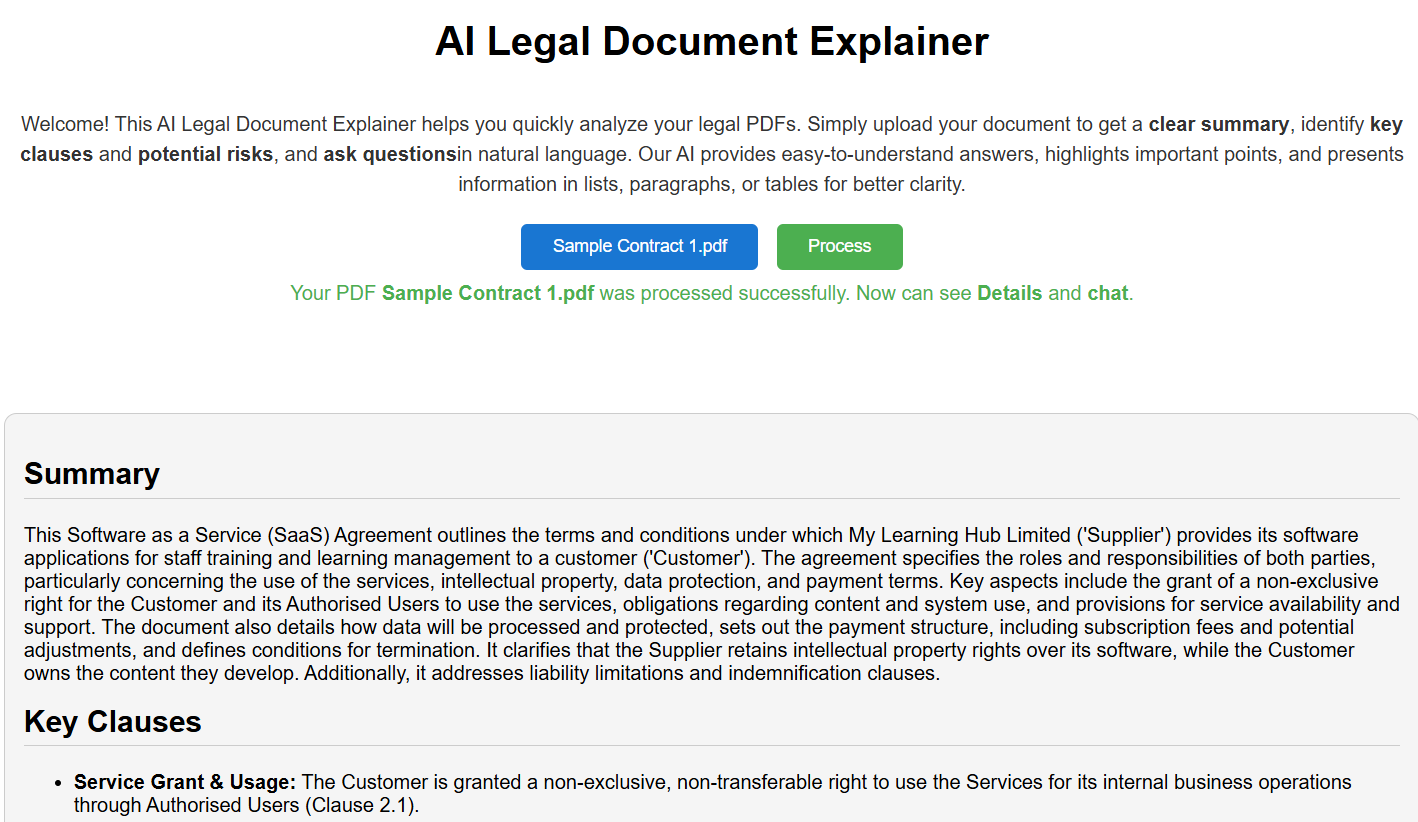 AI Legal Document Explainer
Welcome! This AI Legal Document Explainer helps you quickly analyze your legal PDFs. Simply upload your document to get a clear summary, identify key
clauses and potential risks, and ask questionsin natural language. Our AI provides easy-to-understand answers, highlights important points, and presents
information in lists, paragraphs, or tables for better clarity.
Sample Contract 1.pdf Process
Your PDF Sample Contract 1.pdf was processed successfully. Now can see Details and chat.
Summary
This Software as a Service (SaaS) Agreement outlines the terms and conditions under which My Learning Hub Limited ('Supplier') provides its software
applications for staff training and learning management to a customer ('Customer'). The agreement specifies the roles and responsibilities of both parties,
particularly concerning the use of the services, intellectual property, data protection, and payment terms. Key aspects include the grant of a non-exclusive
right for the Customer and its Authorised Users to use the services, obligations regarding content and system use, and provisions for service availability and
support. The document also details how data will be processed and protected, sets out the payment structure, including subscription fees and potential
adjustments, and defines conditions for termination. It clarifies that the Supplier retains intellectual property rights over its software, while the Customer
owns the content they develop. Additionally, it addresses liability limitations and indemnification clauses.
Key Clauses
• Service Grant & Usage: The Customer is granted a non-exclusive, non-transferable right to use the Services for its internal business operations
through Authorised Users (Clause 2.1).